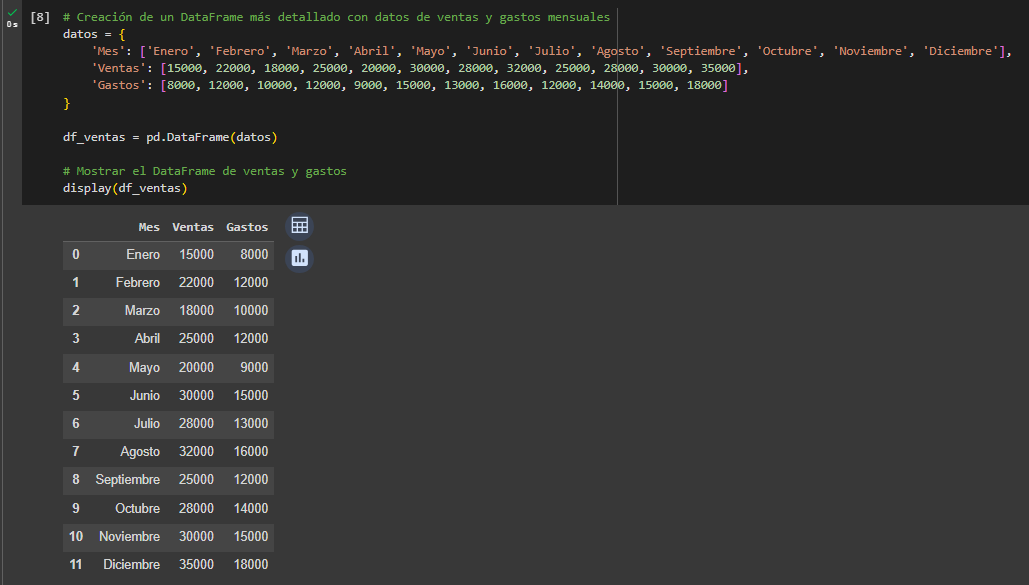 [8] # Creación de un DataFrame más detallado con datos de ventas y gastos mensuales
0s
datos = {
    'Mes': ['Enero', 'Febrero', 'Marzo', 'Abril', 'Mayo', 'Junio', 'Julio', 'Agosto', 'Septiembre', 'Octubre', 'Noviembre', 'Diciembre'],
    'Ventas': [15000, 22000, 18000, 25000, 20000, 30000, 28000, 32000, 25000, 28000, 30000, 35000],
    'Gastos': [8000, 12000, 10000, 12000, 9000, 15000, 13000, 16000, 12000, 14000, 15000, 18000]
}
df_ventas = pd.DataFrame(datos)
# Mostrar el DataFrame de ventas y gastos
display(df_ventas)
Mes Ventas Gastos
0 Enero 15000 8000
1 Febrero 22000 12000
2 Marzo 18000 10000
3 Abril 25000 12000
4 Mayo 20000 9000
5 Junio 30000 15000
6 Julio 28000 13000
7 Agosto 32000 16000
8 Septiembre 25000 12000
9 Octubre 28000 14000
10 Noviembre 30000 15000
11 Diciembre 35000 18000